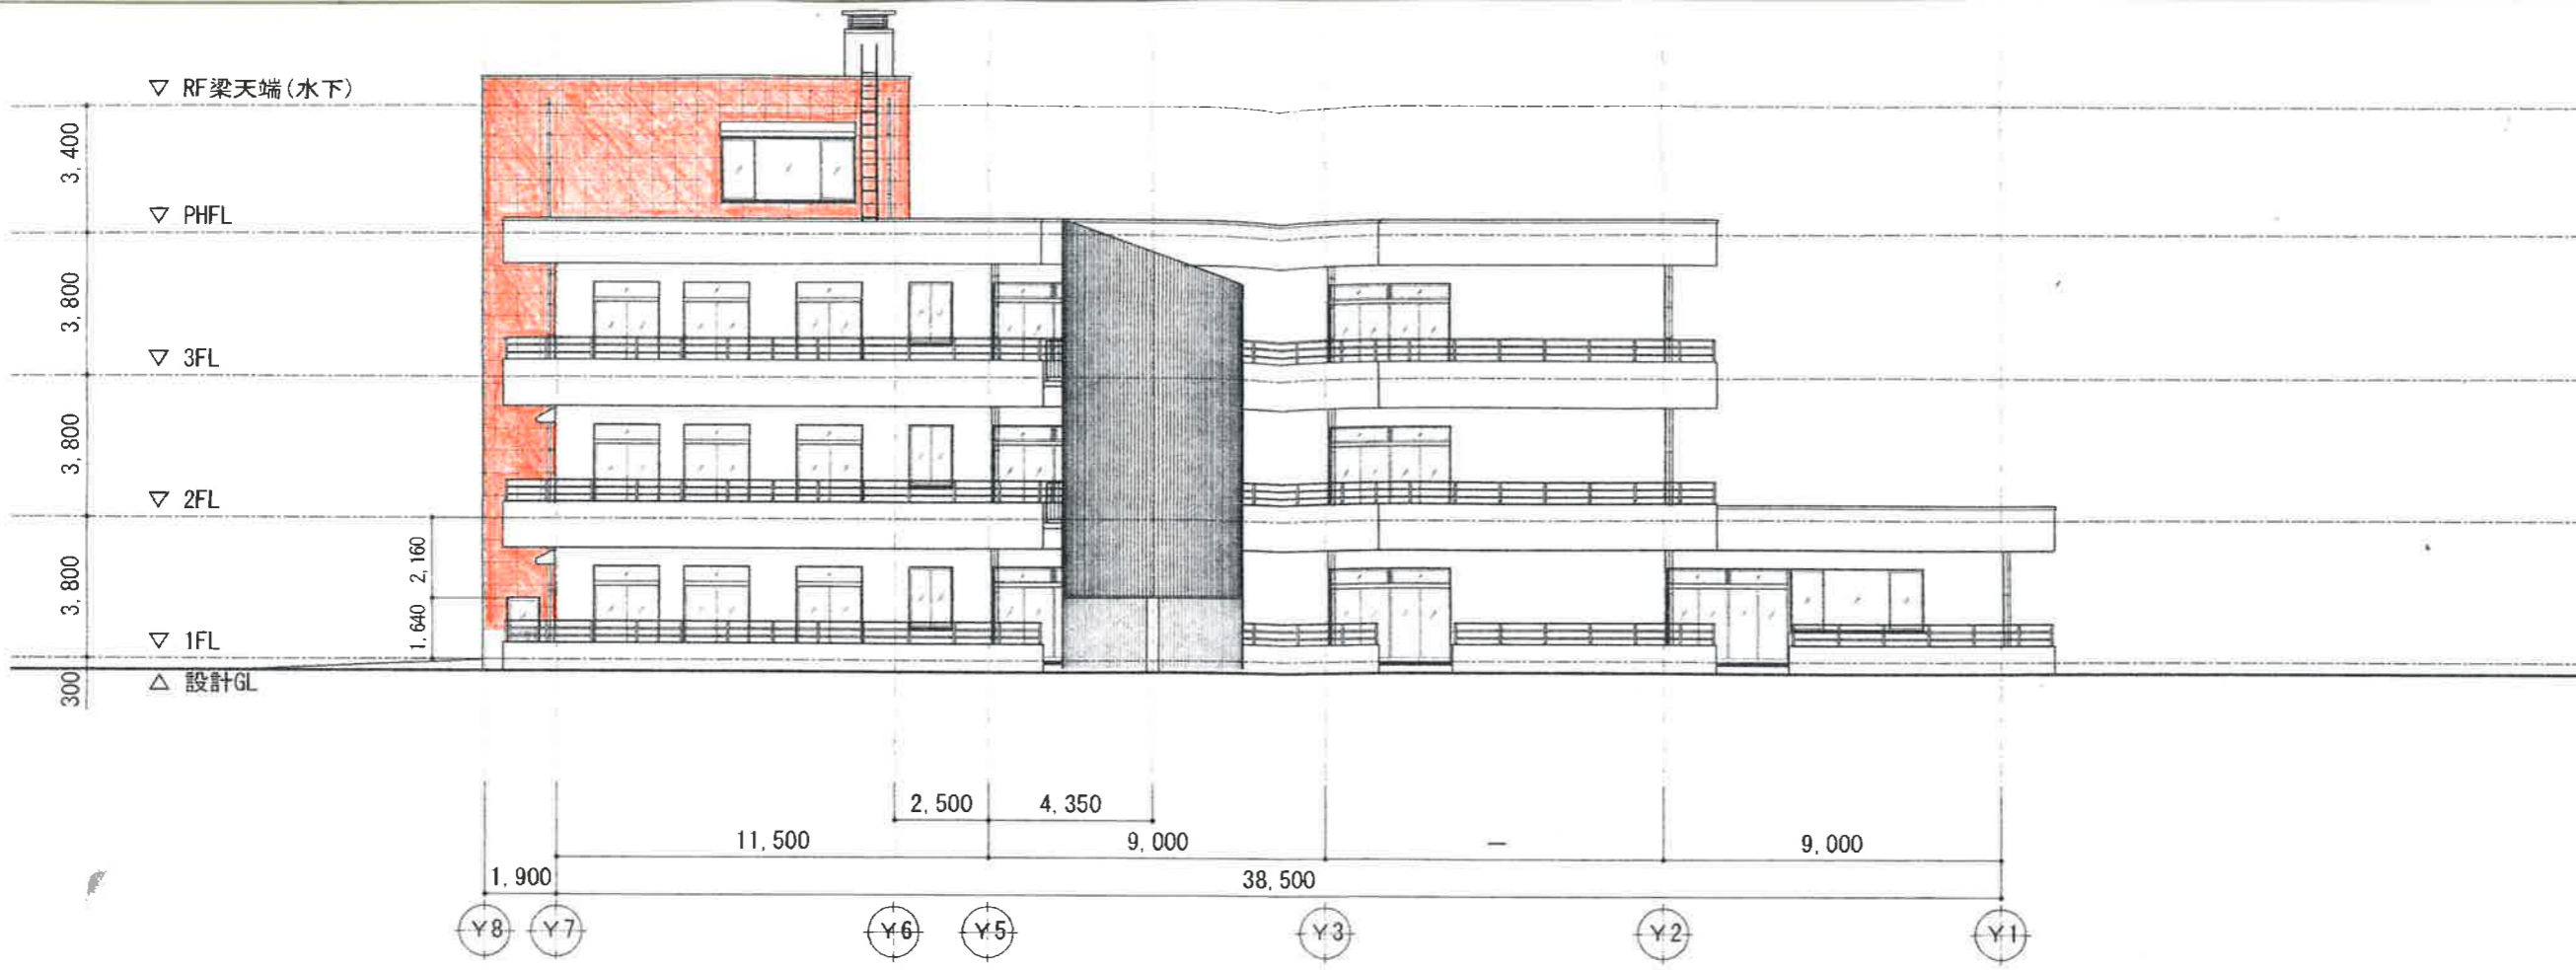 ▽ RF梁天端(水下)
3,400
▽ PHFL
3,800
▽ 3FL
3,800
▽ 2FL
3,800
2,160
1,640
▽ 1FL
300
△ 設計GL
2,500
4,350
11,500
9,000
—
9,000
1,900
38,500
Y8
Y7
Y6
Y5
Y3
Y2
Y1